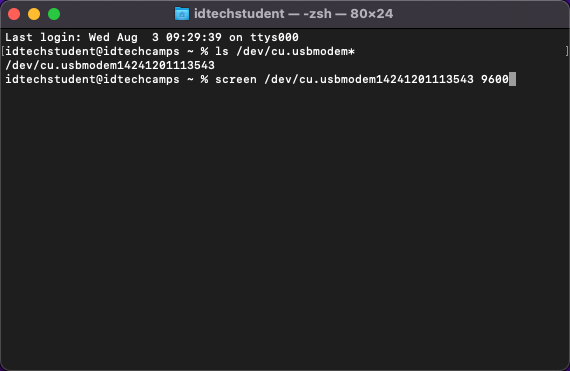 idtechstudent — -zsh — 80×24
Last login: Wed Aug  3 09:29:39 on ttys000
[idtechstudent@idtechcamps ~ % ls /dev/cu.usbmodem* ]
/dev/cu.usbmodem14241201113543
idtechstudent@idtechcamps ~ % screen /dev/cu.usbmodem14241201113543 9600